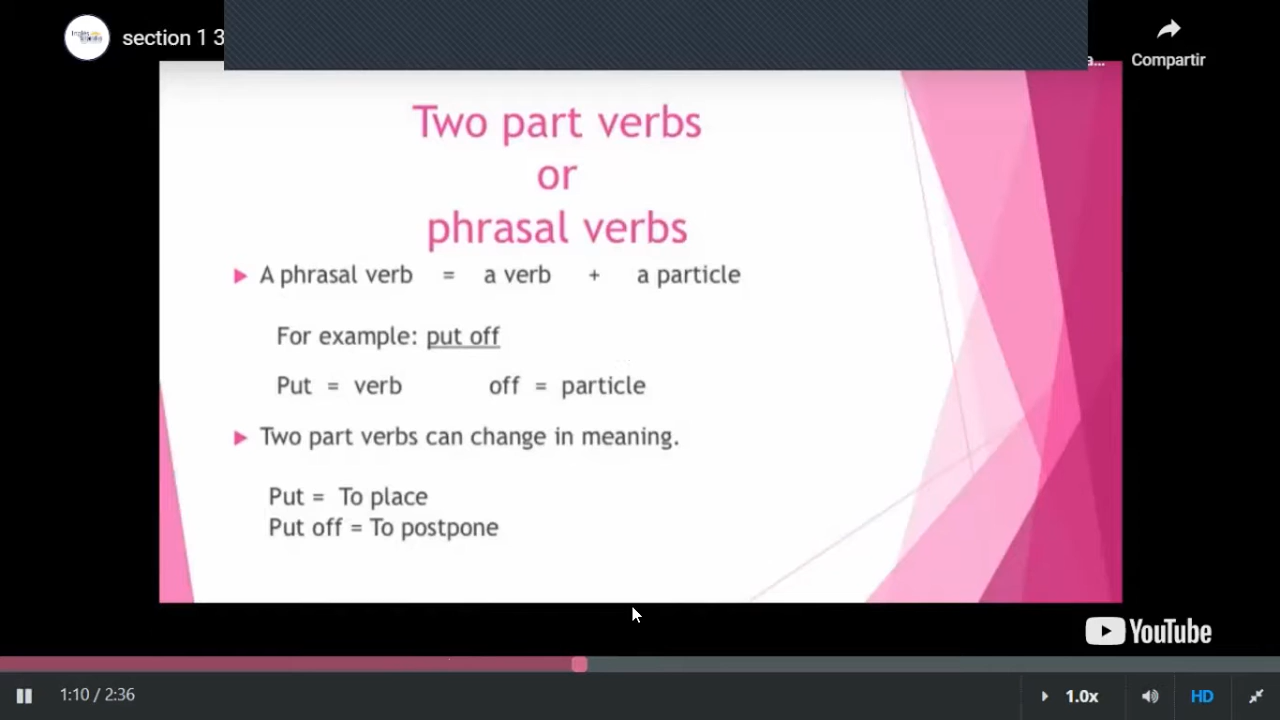 section 1 3
Compartir
Two part verbs
or
phrasal verbs
A phrasal verb = a verb + a particle
For example: put off
Put = verb off = particle
Two part verbs can change in meaning.
Put = To place
Put off = To postpone
YouTube
1:10 / 2:36
1.0x
HD